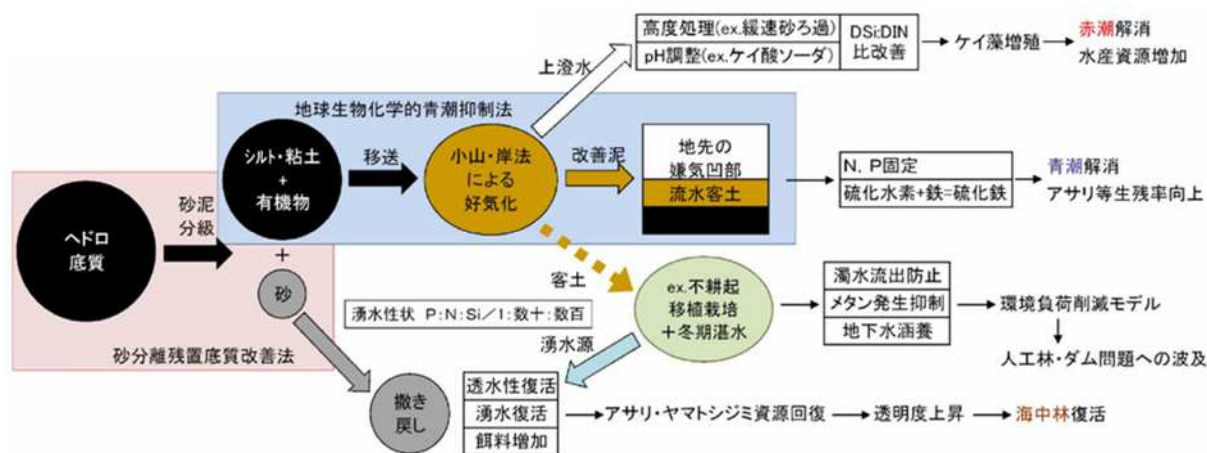 高度処理(ex.緩速砂ろ過)
pH調整(ex.ケイ酸ソーダ)
DSi:DIN
比改善
ケイ藻増殖
赤潮解消
水産資源増加
上澄水
地球生物化学的青潮抑制法
シルト・粘土
+
有機物
移送
小山・岸法
による
好気化
改善泥
地先の
嫌気凹部
流水客土
N, P固定
硫化水素+鉄=硫化鉄
青潮解消
アサリ等生残率向上
ヘドロ
底質
砂泥
分級
+
砂
砂分離残置底質改善法
客土
湧水性状 P:N:Si/1:数十:数百
湧水源
ex.不耕起
移植栽培
+冬期湛水
濁水流出防止
メタン発生抑制
地下水涵養
環境負荷削減モデル
人工林・ダム問題への波及
撒き
戻し
透水性復活
湧水復活
餌料増加
アサリ・ヤマトシジミ資源回復
透明度上昇
海中林復活